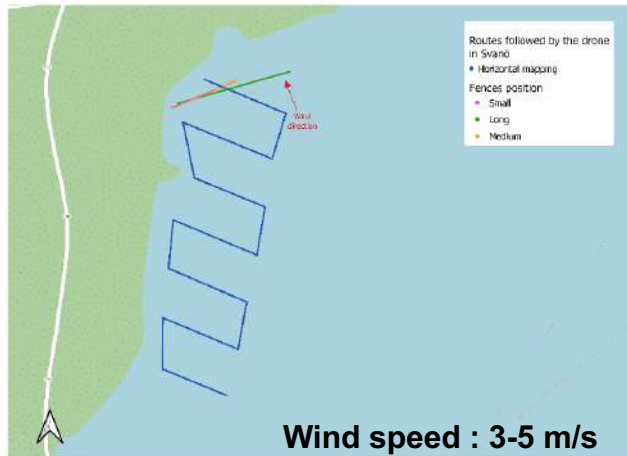 Routes followed by the drone
in Svanö
Horizontal mapping
Fences position
Small
Long
Medium
Wind
direction
Wind speed : 3-5 m/s